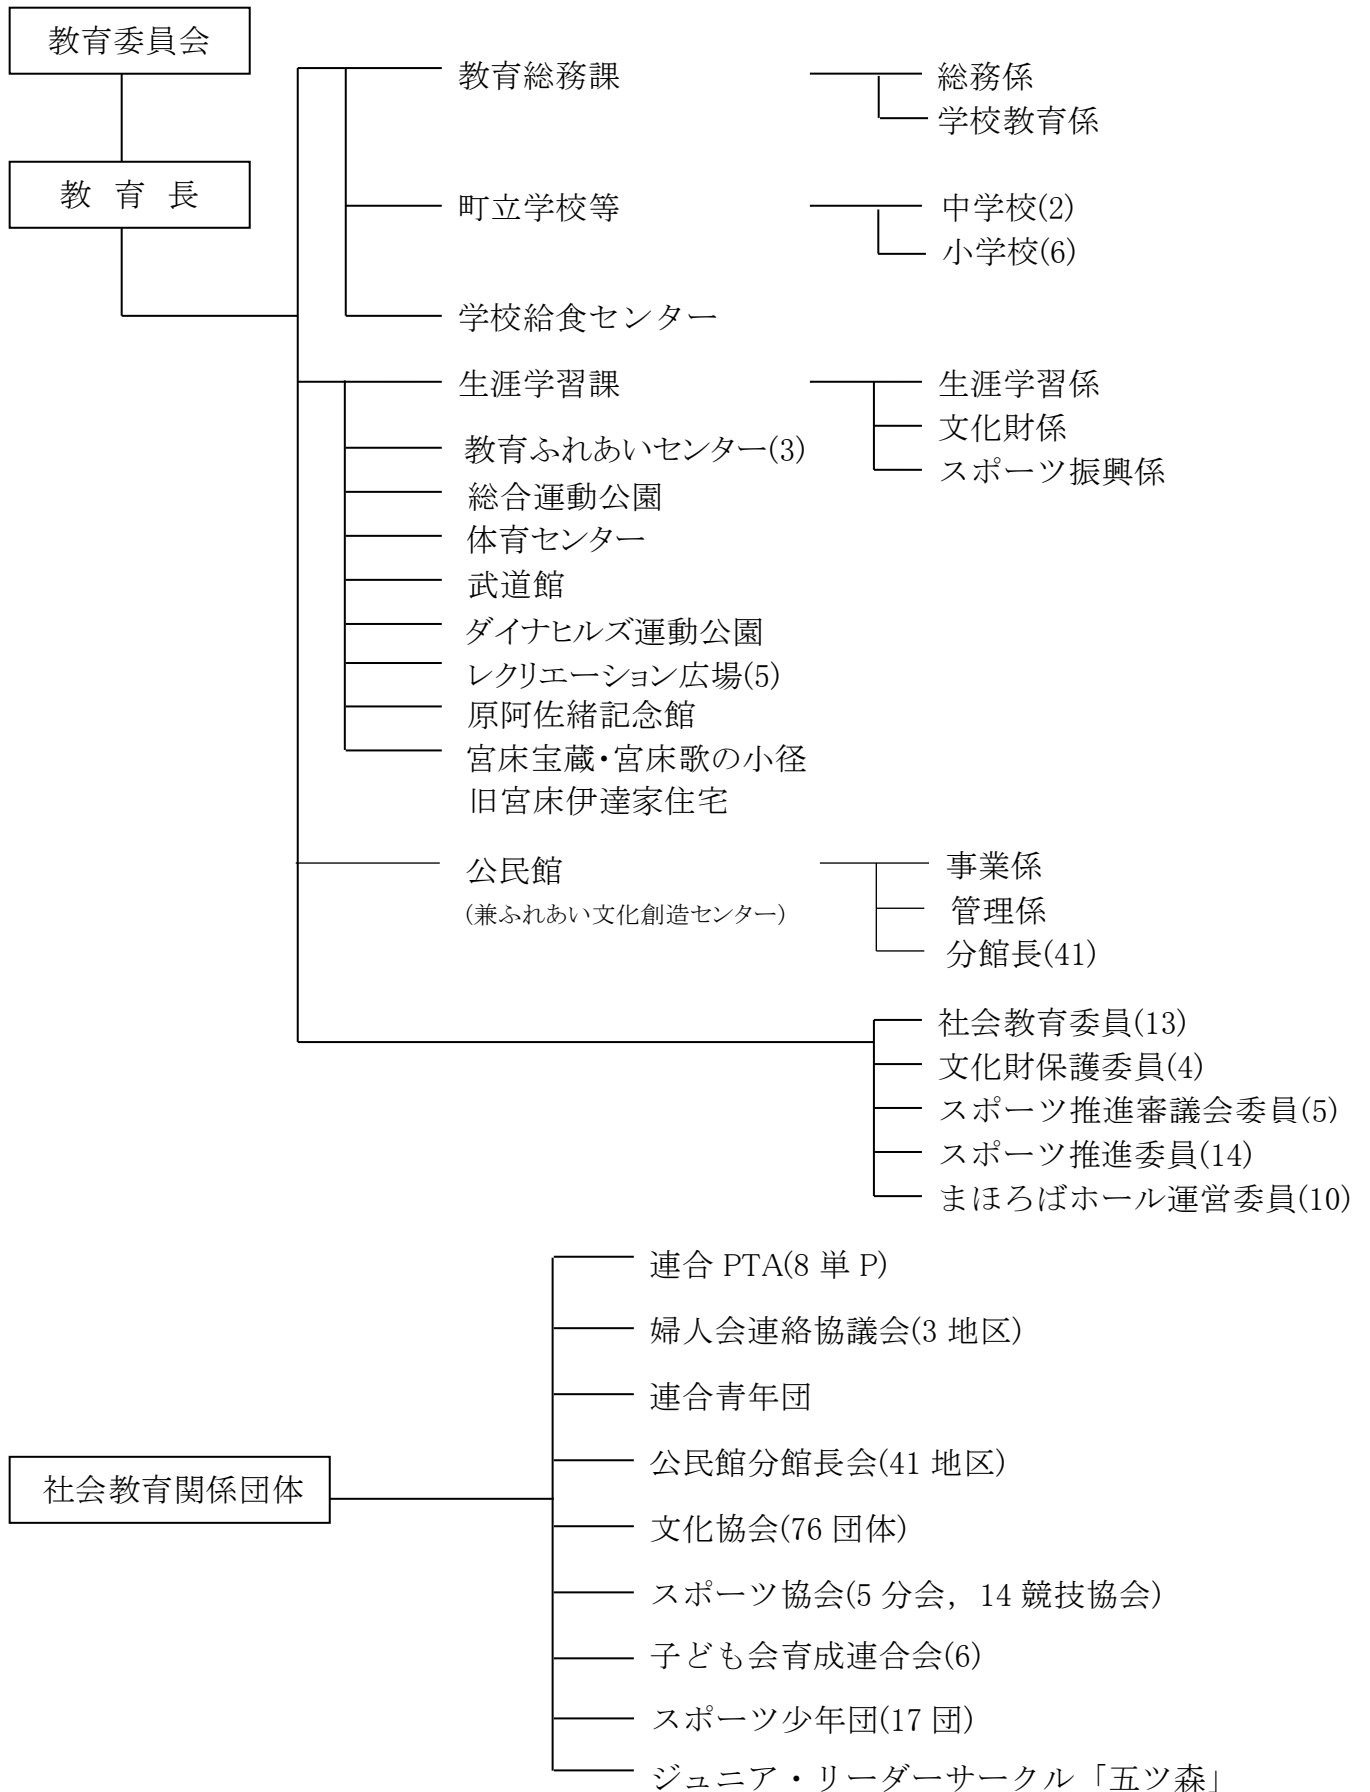 教育委員会
教 育 長
教育総務課
総務係
学校教育係
町立学校等
中学校(2)
小学校(6)
学校給食センター
生涯学習課
生涯学習係
文化財係
スポーツ振興係
教育ふれあいセンター(3)
総合運動公園
体育センター
武道館
ダイナヒルズ運動公園
レクリエーション広場(5)
原阿佐緒記念館
宮床宝蔵・宮床歌の小径
旧宮床伊達家住宅
公民館
(兼ふれあい文化創造センター)
事業係
管理係
分館長(41)
社会教育委員(13)
文化財保護委員(4)
スポーツ推進審議会委員(5)
スポーツ推進委員(14)
まほろばホール運営委員(10)
社会教育関係団体
連合 PTA(8 単 P)
婦人会連絡協議会(3 地区)
連合青年団
公民館分館長会(41 地区)
文化協会(76 団体)
スポーツ協会(5 分会，14 競技協会)
子ども会育成連合会(6)
スポーツ少年団(17 団)
ジュニア・リーダーサークル「五ツ森」